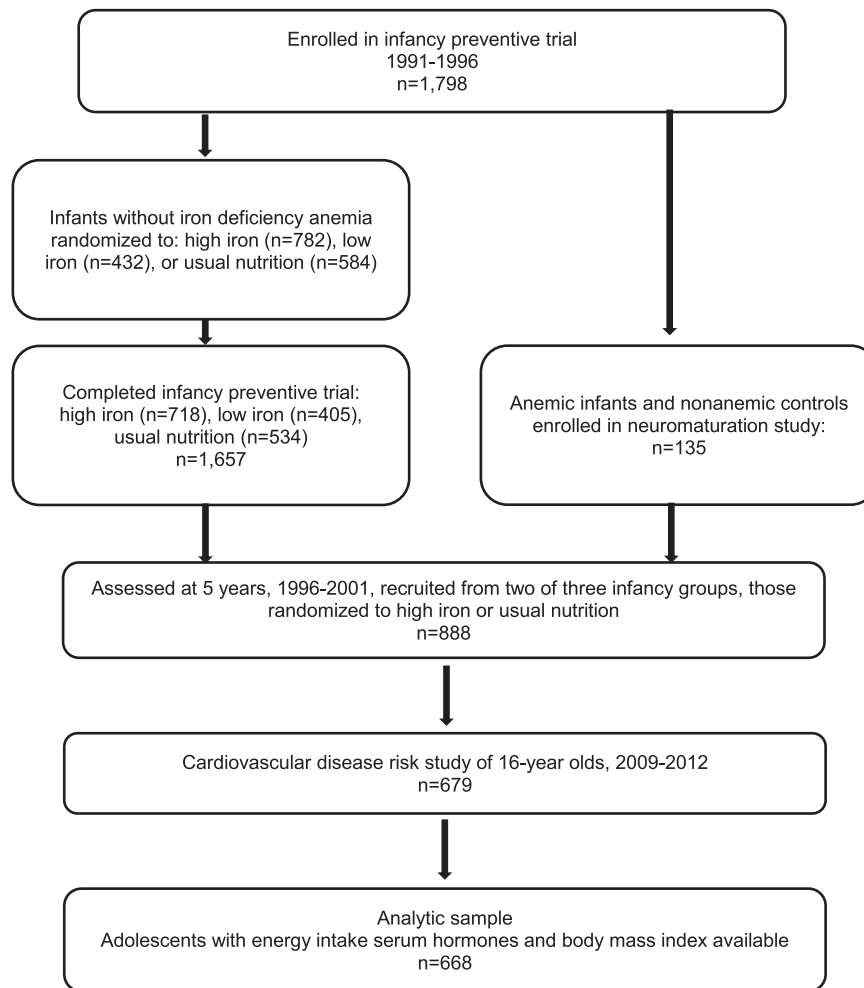 Enrolled in infancy preventive trial
1991-1996
n=1,798
Infants without iron deficiency anemia
randomized to: high iron (n=782), low
iron (n=432), or usual nutrition (n=584)
Completed infancy preventive trial:
high iron (n=718), low iron (n=405),
usual nutrition (n=534)
n=1,657
Anemic infants and nonanemic controls
enrolled in neuromaturation study:
n=135
Assessed at 5 years, 1996-2001, recruited from two of three infancy groups, those
randomized to high iron or usual nutrition
n=888
Cardiovascular disease risk study of 16-year olds, 2009-2012
n=679
Analytic sample
Adolescents with energy intake serum hormones and body mass index available
n=668